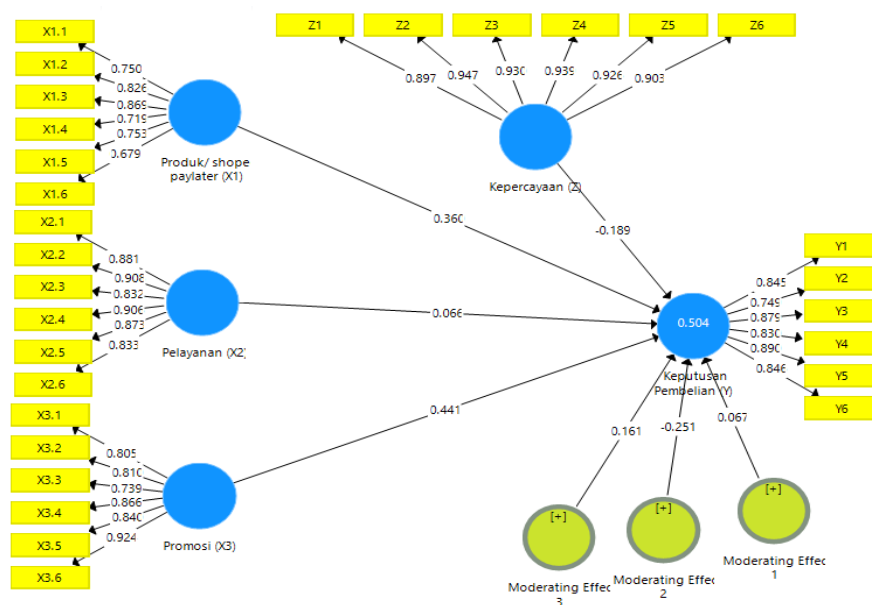 X1.1
X1.2
X1.3
X1.4
X1.5
X1.6
0.750
0.826
0.869
0.719
0.753
0.679
Produk/ shope
paylater (X1)
Z1
Z2
Z3
Z4
Z5
Z6
0.897
0.947
0.930
0.939
0.926
0.903
Kepercayaan (Z)
0.360
-0.189
X2.1
X2.2
X2.3
X2.4
X2.5
X2.6
0.881
0.908
0.832
0.906
0.873
0.833
Pelayanan (X2)
0.066
0.504
Keputusan
Pembelian (Y)
0.845
0.749
0.879
0.830
0.890
0.846
Y1
Y2
Y3
Y4
Y5
Y6
X3.1
X3.2
X3.3
X3.4
X3.5
X3.6
0.805
0.810
0.739
0.866
0.840
0.924
Promosi (X3)
0.441
0.161
-0.251
0.067
[+]
Moderating Effec
3
[+]
Moderating Effec
2
[+]
Moderating Effec
1